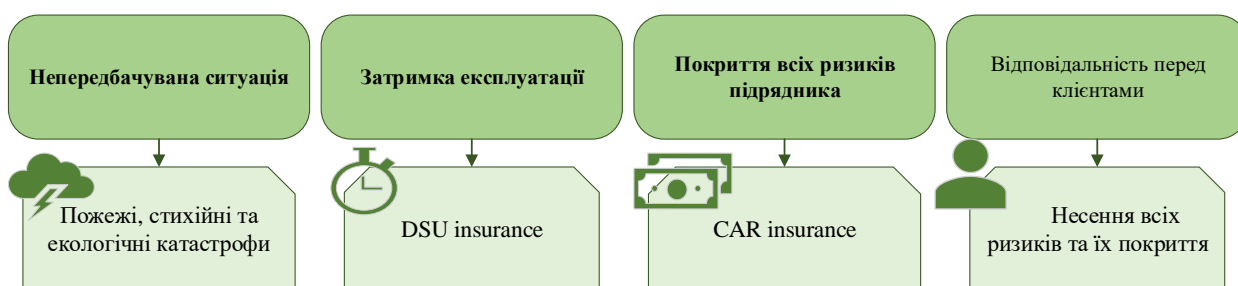 Непередбачувана ситуація
Затримка експлуатації
Покриття всіх ризиків
підрядника
Відповідальність перед
клієнтами
Пожежі, стихійні та
екологічні катастрофи
DSU insurance
CAR insurance
Несення всіх
ризиків та їх покриття